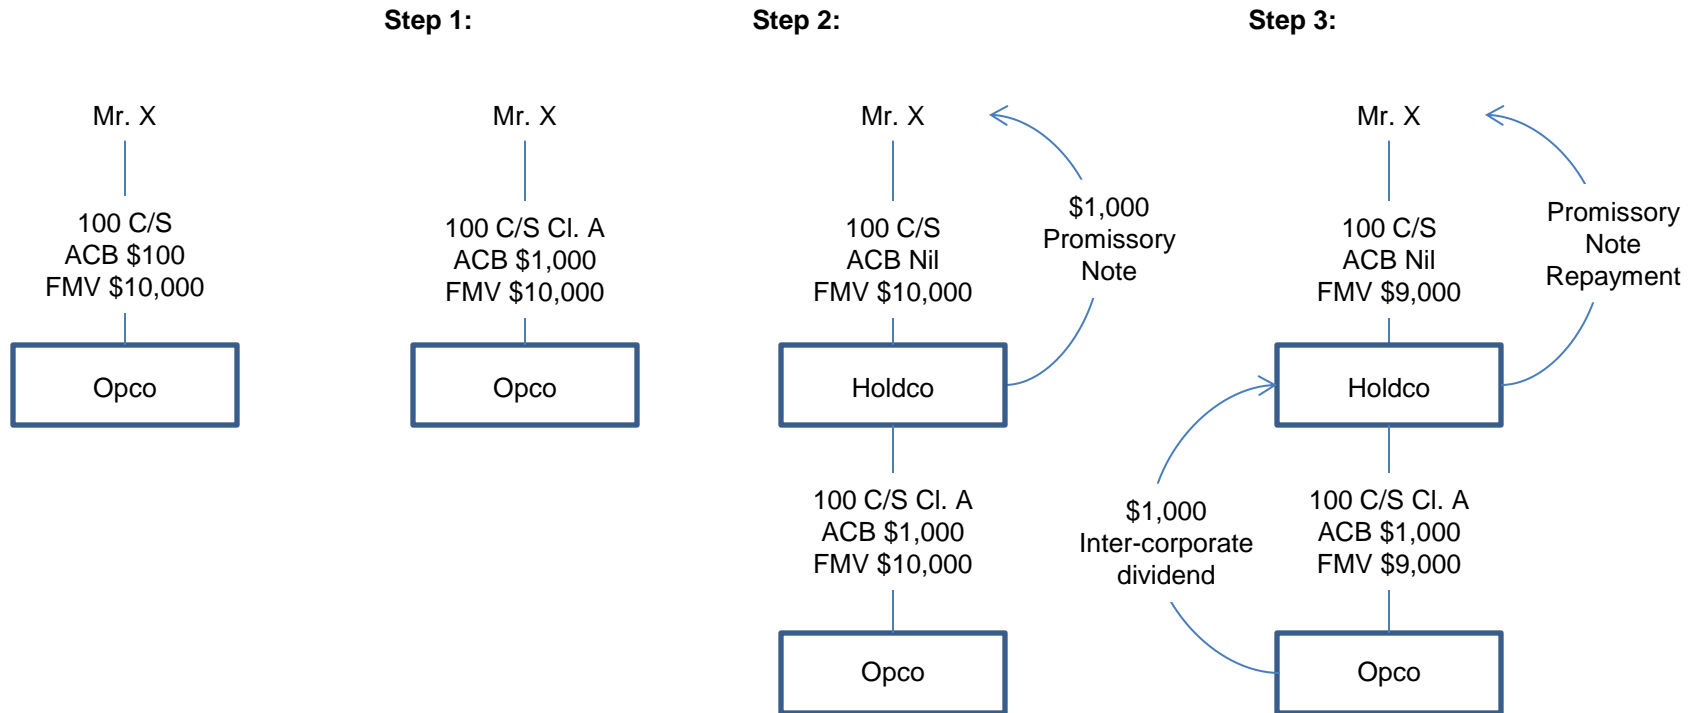 Step 1:
Step 2:
Step 3:
Mr. X
100 C/S
ACB $100
FMV $10,000
Opco
Mr. X
100 C/S Cl. A
ACB $1,000
FMV $10,000
Opco
Mr. X
100 C/S
ACB Nil
FMV $10,000
$1,000
Promissory
Note
Holdco
100 C/S Cl. A
ACB $1,000
FMV $10,000
Opco
Mr. X
100 C/S
ACB Nil
FMV $9,000
Promissory
Note
Repayment
Holdco
$1,000
Inter-corporate
dividend
100 C/S Cl. A
ACB $1,000
FMV $9,000
Opco